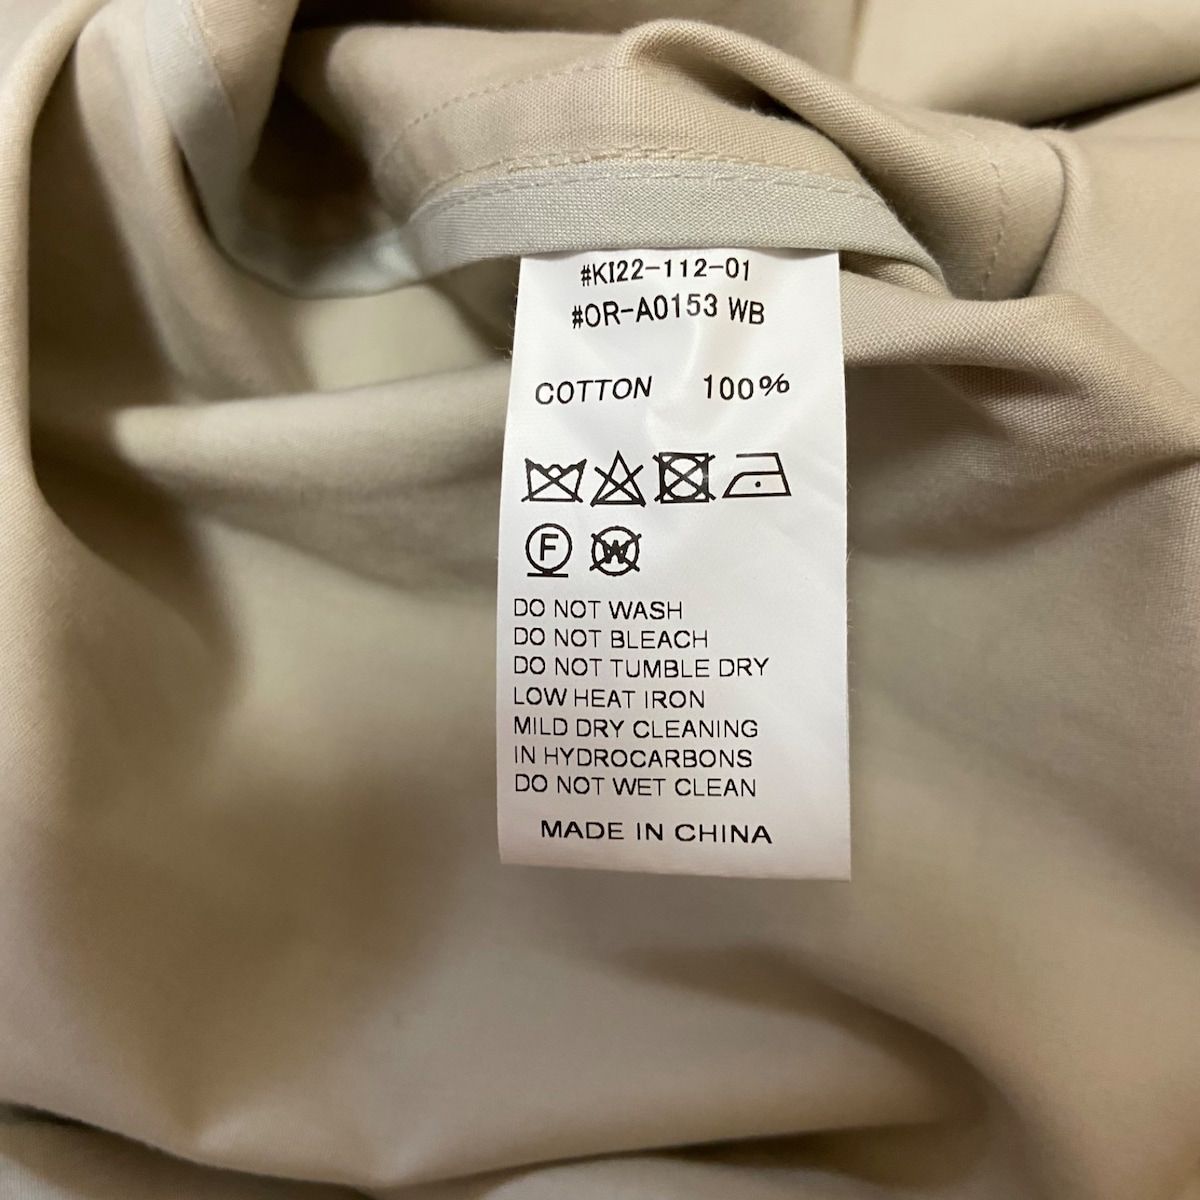 #KI22-112-01
#OR-A0153 WB
COTTON 100%
F W
DO NOT WASH
DO NOT BLEACH
DO NOT TUMBLE DRY
LOW HEAT IRON
MILD DRY CLEANING
IN HYDROCARBONS
DO NOT WET CLEAN
MADE IN CHINA